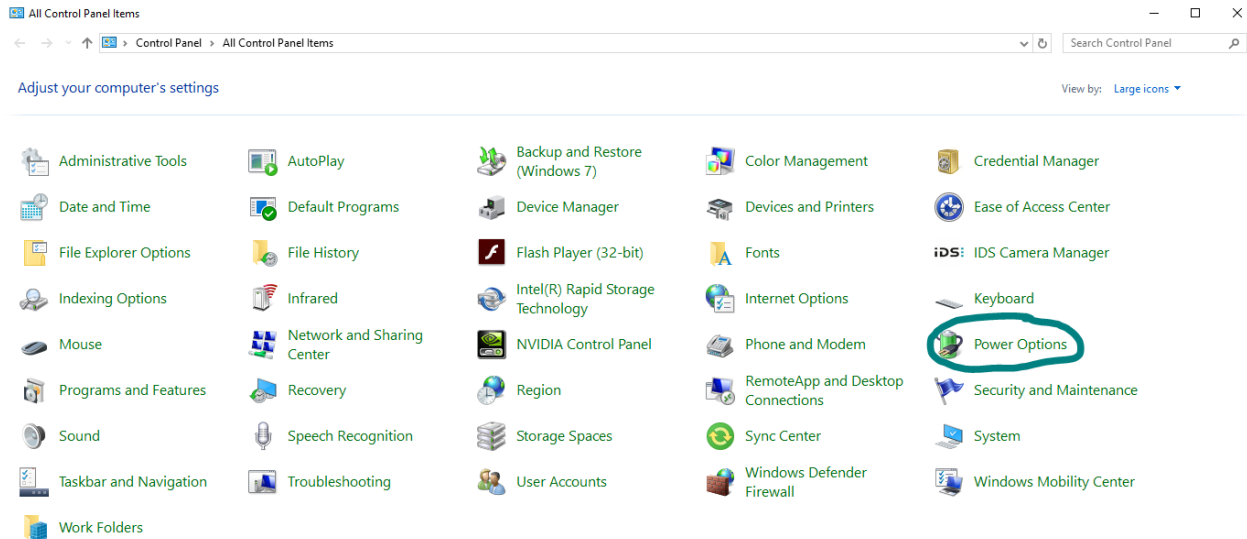 All Control Panel Items
Control Panel > All Control Panel Items
Search Control Panel
Adjust your computer's settings
View by: Large icons
Administrative Tools
AutoPlay
Backup and Restore
(Windows 7)
Color Management
Credential Manager
Date and Time
Default Programs
Device Manager
Devices and Printers
Ease of Access Center
File Explorer Options
File History
Flash Player (32-bit)
Fonts
iDS:
IDS Camera Manager
Indexing Options
Infrared
Intel(R) Rapid Storage
Technology
Internet Options
Keyboard
Mouse
Network and Sharing
Center
NVIDIA Control Panel
Phone and Modem
Power Options
Programs and Features
Recovery
Region
RemoteApp and Desktop
Connections
Security and Maintenance
Sound
Speech Recognition
Storage Spaces
Sync Center
System
Taskbar and Navigation
Troubleshooting
User Accounts
Windows Defender
Firewall
Windows Mobility Center
Work Folders